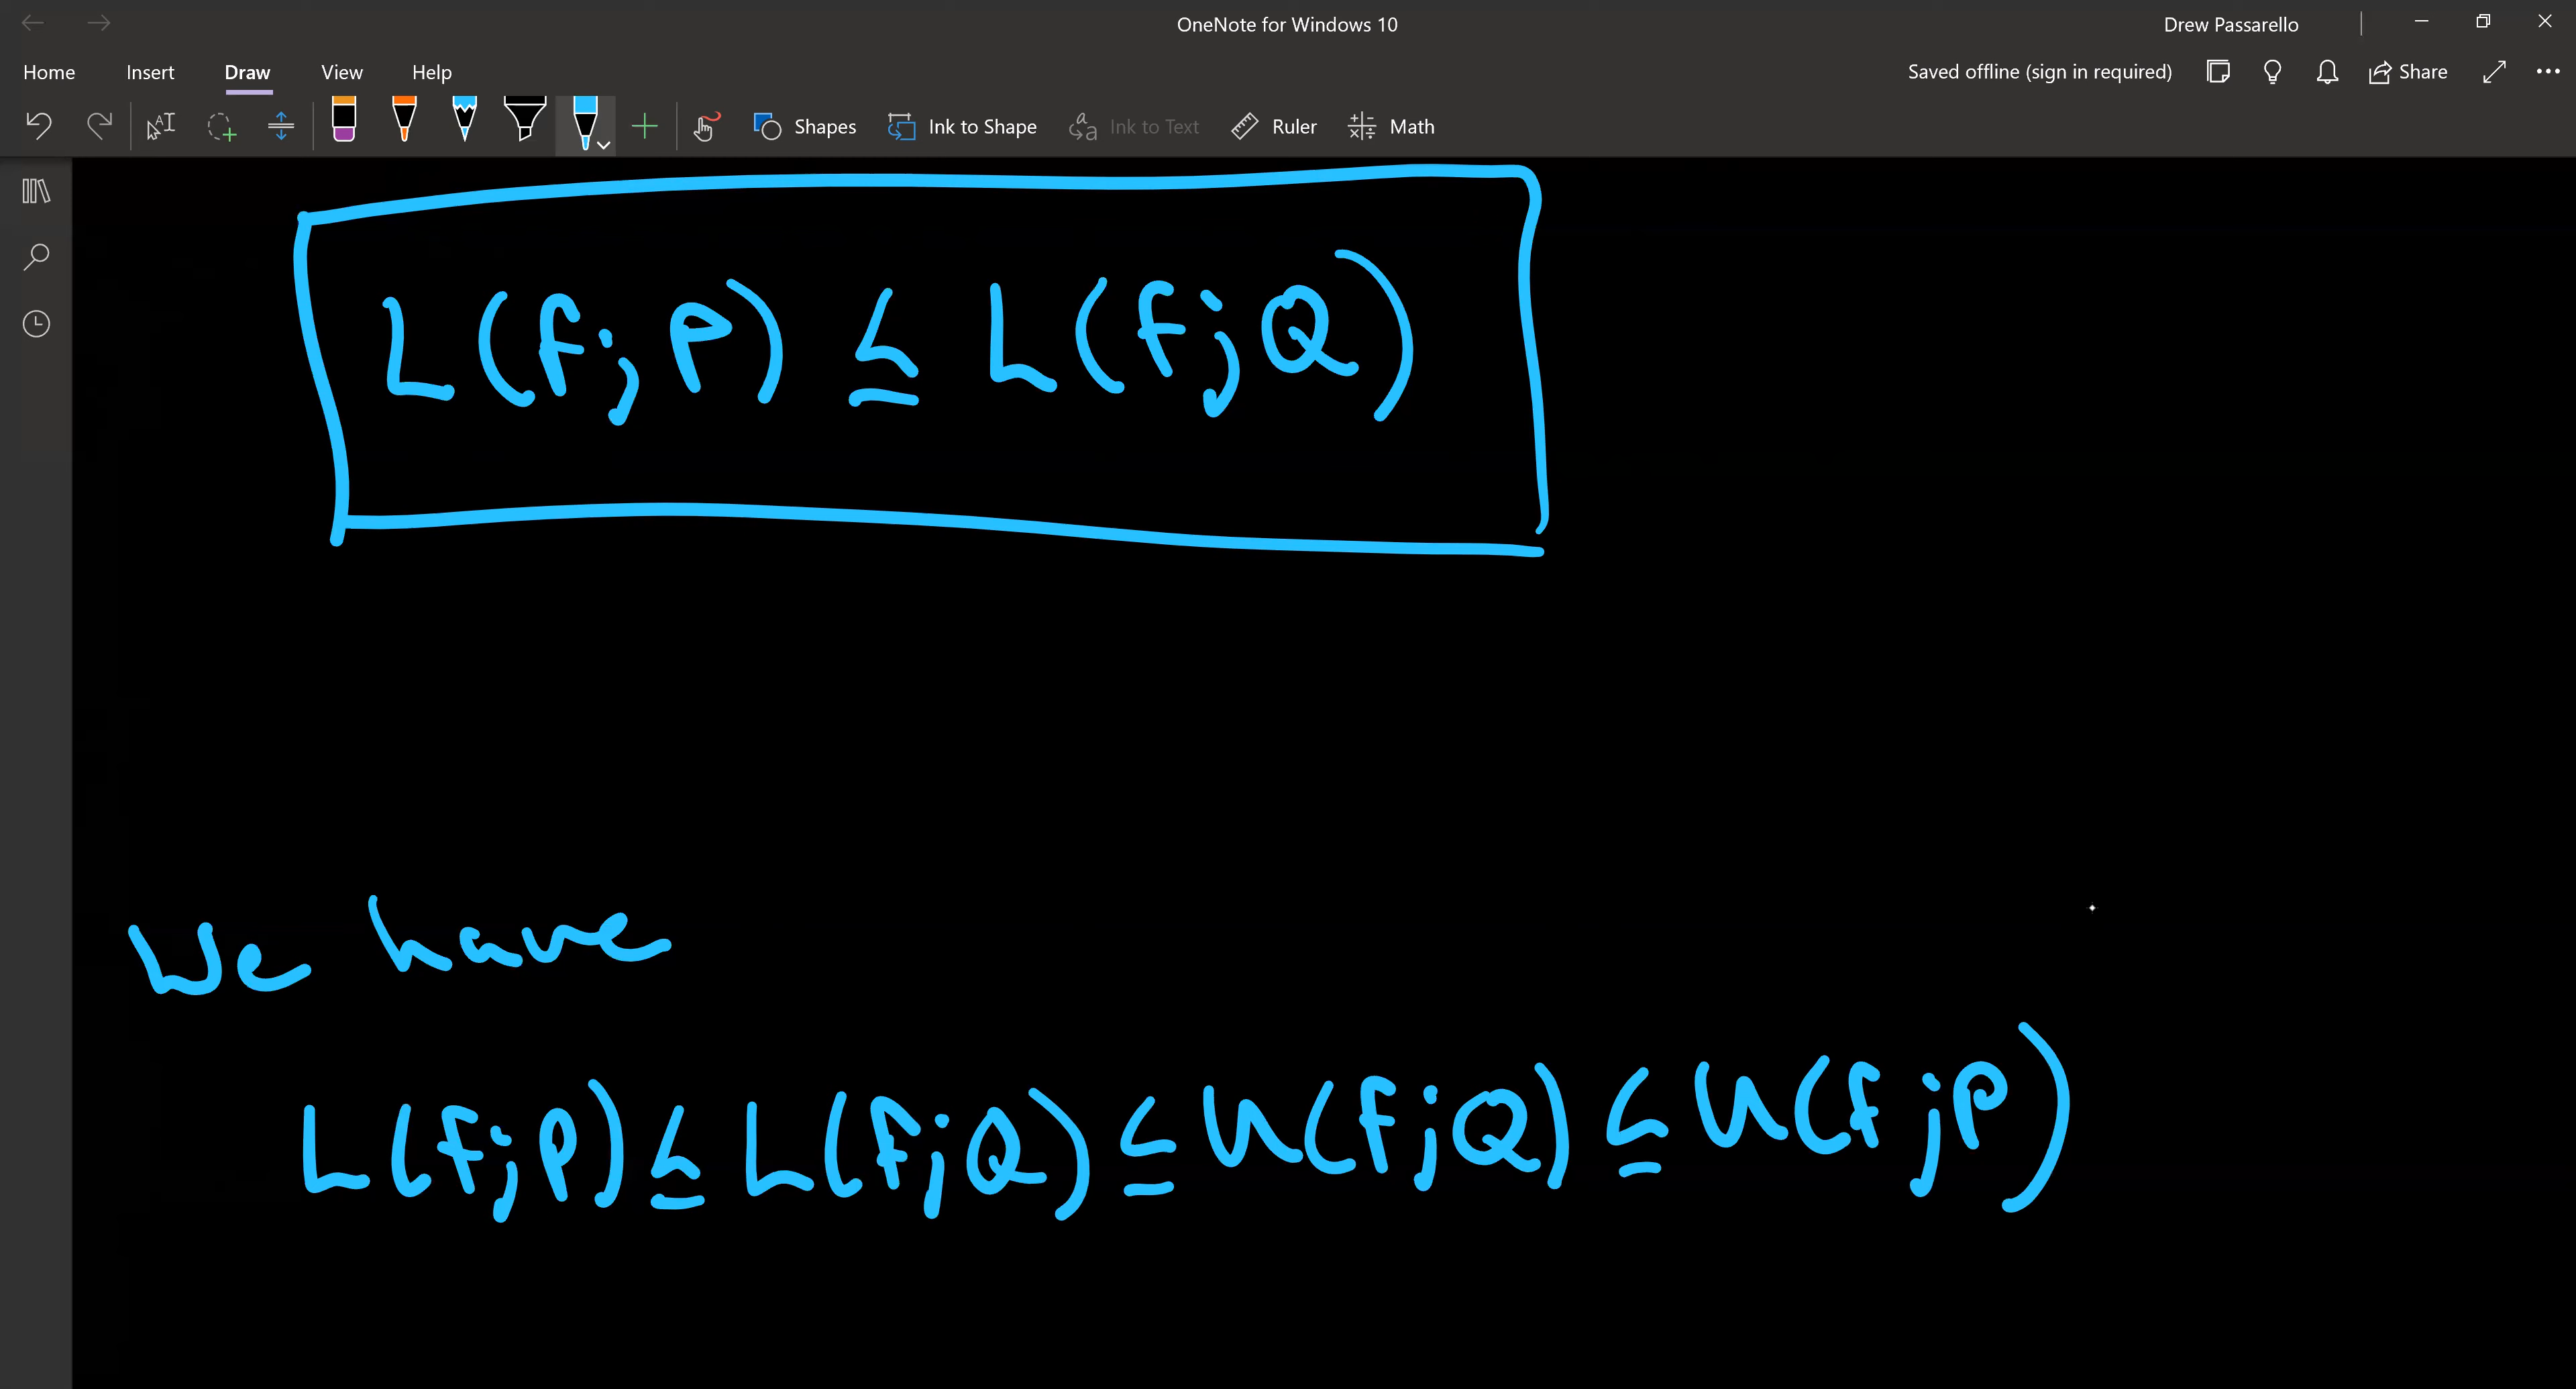 OneNote for Windows 10
Drew Passarello
Home Insert Draw View Help
Saved offline (sign in required) Share
Shapes Ink to Shape Ink to Text Ruler Math
L(f;P) ≤ L(f;Q)
We have
L(f;P) ≤ L(f;Q) ≤ U(f;Q) ≤ U(f;P)